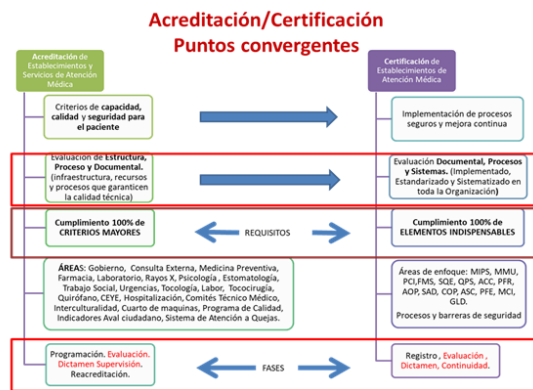 Acreditación/Certificación
Puntos convergentes
Acreditación de
Establecimientos y
Servicios de Atención
Médica
Criterios de capacidad,
calidad y seguridad para
el paciente
Evaluación de Estructura,
Proceso y Documental.
(infraestructura, recursos
y procesos que garanticen
la calidad técnica)
Cumplimiento 100% de
CRITERIOS MAYORES
ÁREAS: Gobierno, Consulta Externa, Medicina Preventiva,
Farmacia, Laboratorio, Rayos X, Psicología , Estomatología,
Trabajo Social, Urgencias, Tocología, Labor, Tococirugía,
Quirófano, CEYE, Hospitalización, Comités Técnico Médico,
Interculturalidad, Cuarto de maquinas, Programa de Calidad,
Indicadores Aval ciudadano, Sistema de Atención a Quejas.
Programación. Evaluación.
Dictamen Supervisión.
Reacreditación.
REQUISITOS
FASES
Certificación de
Establecimientos de
Atención Médica
Implementación de procesos
seguros y mejora continua
Evaluación Documental, Procesos
y Sistemas. (Implementado,
Estandarizado y Sistematizado en
toda la Organización)
Cumplimiento 100% de
ELEMENTOS INDISPENSABLES
Áreas de enfoque: MIPS, MMU,
PCI,FMS, SQE, QPS, ACC, PFR,
AOP, SAD, COP, ASC, PFE, MCI,
GLD.
Procesos y barreras de seguridad
Registro , Evaluación ,
Dictamen, Continuidad.